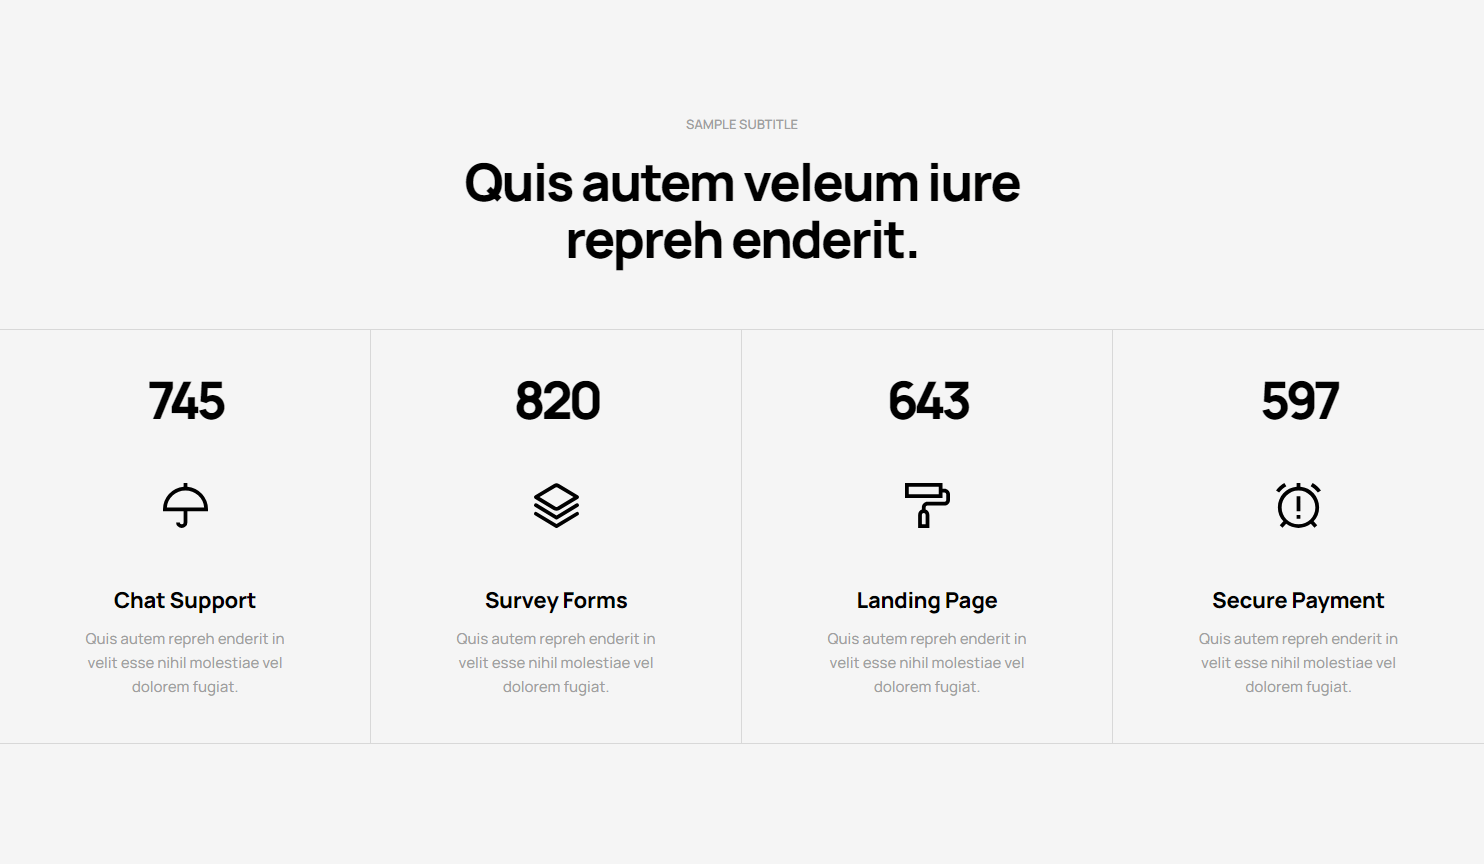 SAMPLE SUBTITLE
Quis autem veleum iure
repreh enderit.
745
Chat Support
Quis autem repreh enderit in
velit esse nihil molestiae vel
dolorem fugiat.
820
Survey Forms
Quis autem repreh enderit in
velit esse nihil molestiae vel
dolorem fugiat.
643
Landing Page
Quis autem repreh enderit in
velit esse nihil molestiae vel
dolorem fugiat.
597
Secure Payment
Quis autem repreh enderit in
velit esse nihil molestiae vel
dolorem fugiat.